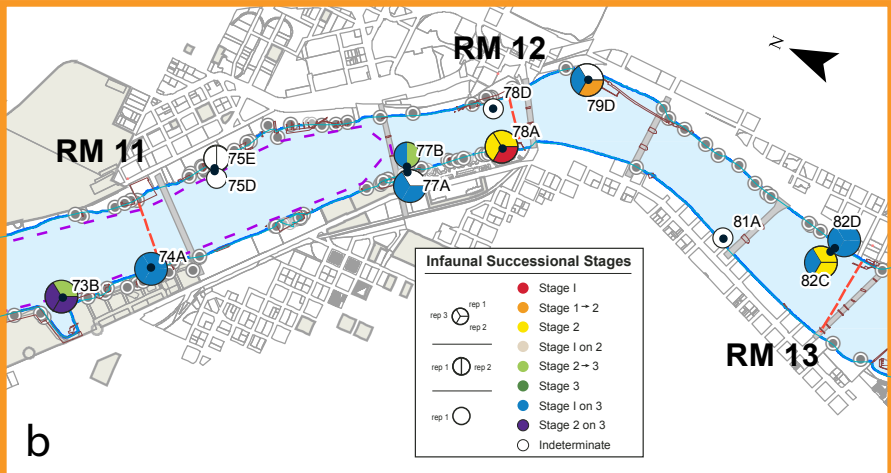 RM 12
N
78D
79D
78A
RM 11
75E
77B
75D
77A
81A
82D
74A
82C
73B
RM 13
Infaunal Successional Stages
rep 1
rep 3
rep 2
rep 1 rep 2
rep 1
Stage I
Stage 1→2
Stage 2
Stage I on 2
Stage 2→3
Stage 3
Stage I on 3
Stage 2 on 3
Indeterminate
b